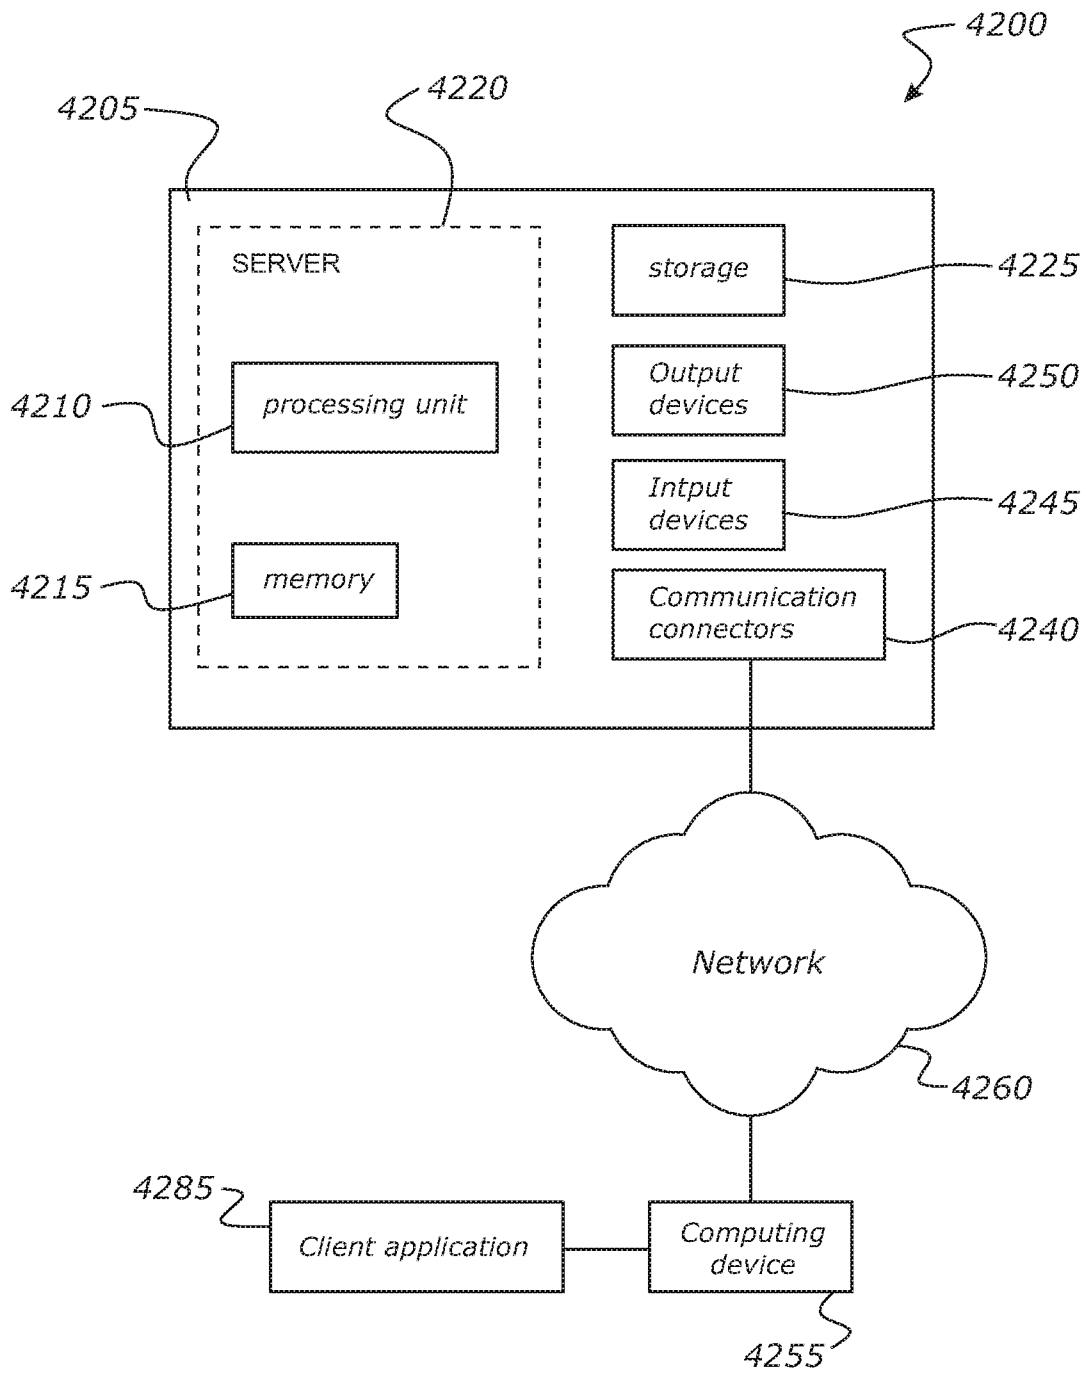 4200
4220
4205
SERVER
storage
4225
Output
devices
4250
processing unit
4210
Intput
devices
4245
memory
4215
Communication
connectors
4240
Network
4260
4285
Client application
Computing
device
4255